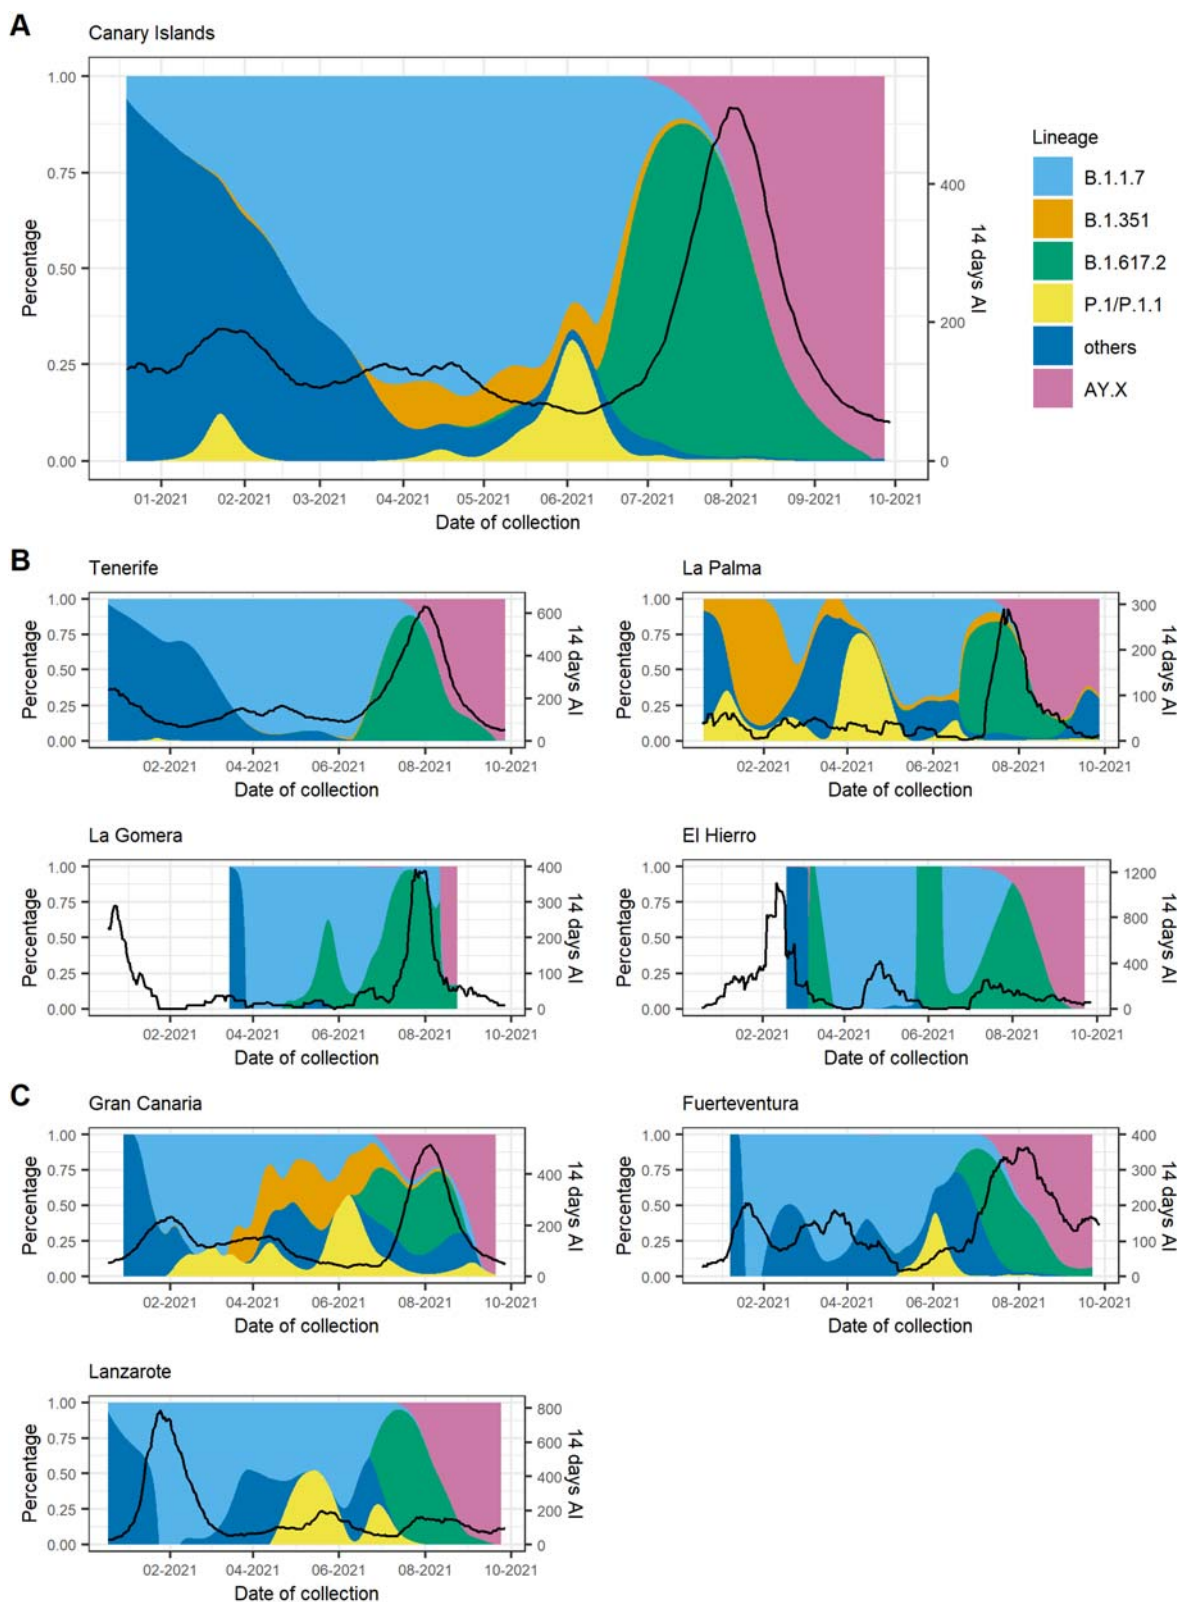 A
Canary Islands
1.00
0.75
0.50
0.25
0.00
Percentage
400
200
0
14 days AI
01-2021 02-2021 03-2021 04-2021 05-2021 06-2021 07-2021 08-2021 09-2021 10-2021
Date of collection
Lineage
B.1.1.7
B.1.351
B.1.617.2
P.1/P.1.1
others
AY.X
B
Tenerife
1.00
0.75
0.50
0.25
0.00
Percentage
600
400
200
0
14 days AI
02-2021 04-2021 06-2021 08-2021 10-2021
Date of collection
La Palma
1.00
0.75
0.50
0.25
0.00
Percentage
300
200
100
0
14 days AI
02-2021 04-2021 06-2021 08-2021 10-2021
Date of collection
La Gomera
1.00
0.75
0.50
0.25
0.00
Percentage
400
300
200
100
0
14 days AI
02-2021 04-2021 06-2021 08-2021 10-2021
Date of collection
El Hierro
1.00
0.75
0.50
0.25
0.00
Percentage
1200
800
400
0
14 days AI
02-2021 04-2021 06-2021 08-2021 10-2021
Date of collection
C
Gran Canaria
1.00
0.75
0.50
0.25
0.00
Percentage
400
200
0
14 days AI
02-2021 04-2021 06-2021 08-2021 10-2021
Date of collection
Fuerteventura
1.00
0.75
0.50
0.25
0.00
Percentage
400
300
200
100
0
14 days AI
02-2021 04-2021 06-2021 08-2021 10-2021
Date of collection
Lanzarote
1.00
0.75
0.50
0.25
0.00
Percentage
800
600
400
200
0
14 days AI
02-2021 04-2021 06-2021 08-2021 10-2021
Date of collection